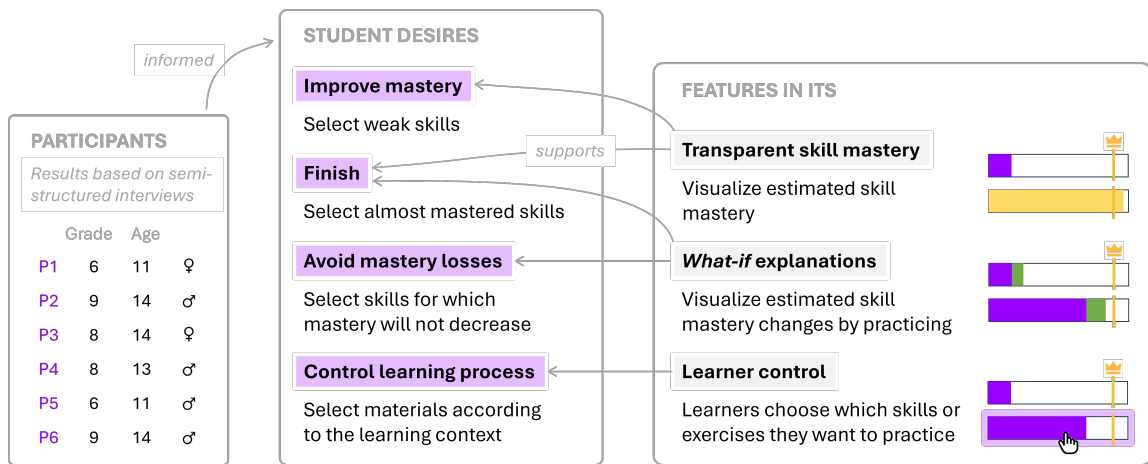 informed
PARTICIPANTS
Results based on semi-
structured interviews
Grade Age
P1 6 11 ♀
P2 9 14 ♂
P3 8 14 ♀
P4 8 13 ♂
P5 6 11 ♂
P6 9 14 ♂
STUDENT DESIRES
Improve mastery
Select weak skills
Finish
Select almost mastered skills
Avoid mastery losses
Select skills for which
mastery will not decrease
Control learning process
Select materials according
to the learning context
supports
FEATURES IN ITS
Transparent skill mastery
Visualize estimated skill
mastery
What-if explanations
Visualize estimated skill
mastery changes by practicing
Learner control
Learners choose which skills or
exercises they want to practice